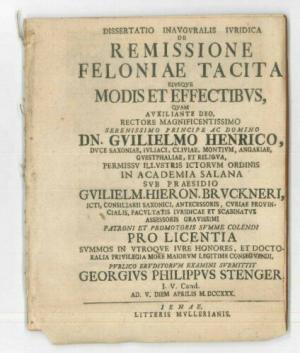 DISSERTATIO INAVGVRALIS IVRIDICA
DE
REMISSIONE
FELONIAE TACITA
EIVSQVE
MODIS ET EFFECTIBVS,
QVAM
AVXILIANTE DEO,
RECTORE MAGNIFICENTISSIMO
SERENISSIMO PRINCIPE AC DOMINO
DN. GVILIELMO HENRICO,
DVCE SAXONIAE, IVLIACI, CLIVIAE, MONTIVM, ANGARIAE,
GVESTPHALIAE, ET RELIQVA,
PERMISSV ILLVSTRIS ICTORVM ORDINIS
IN ACADEMIA SALANA
SVB PRAESIDIO
GVILIELM. HIERON. BRVCKNERI,
ICTI, CONSILIARII SAXONICI, ANTECESSORIS, CVRIAE PROVIN-
CIALIS, FACVLTATIS IVRIDICAE ET SCABINATVS
ASSESSORIS GRAVISSIMI
PATRONI ET PROMOTORIS SVMME COLENDI
PRO LICENTIA
SVMMOS IN VTROQVE IVRE HONORES, ET DOCTO-
RALIA PRIVILEGIA MORE MAIORVM LEGITIME CONSEQVENDI,
PVBLICO ERVDITORVM EXAMINI SVBMITTIT
GEORGIVS PHILIPPVS STENGER
I. V. Cand.
AD. V. DIEM APRILIS M. DCCXXX.
IENAE,
LITTERIS MVLLERIANIS.